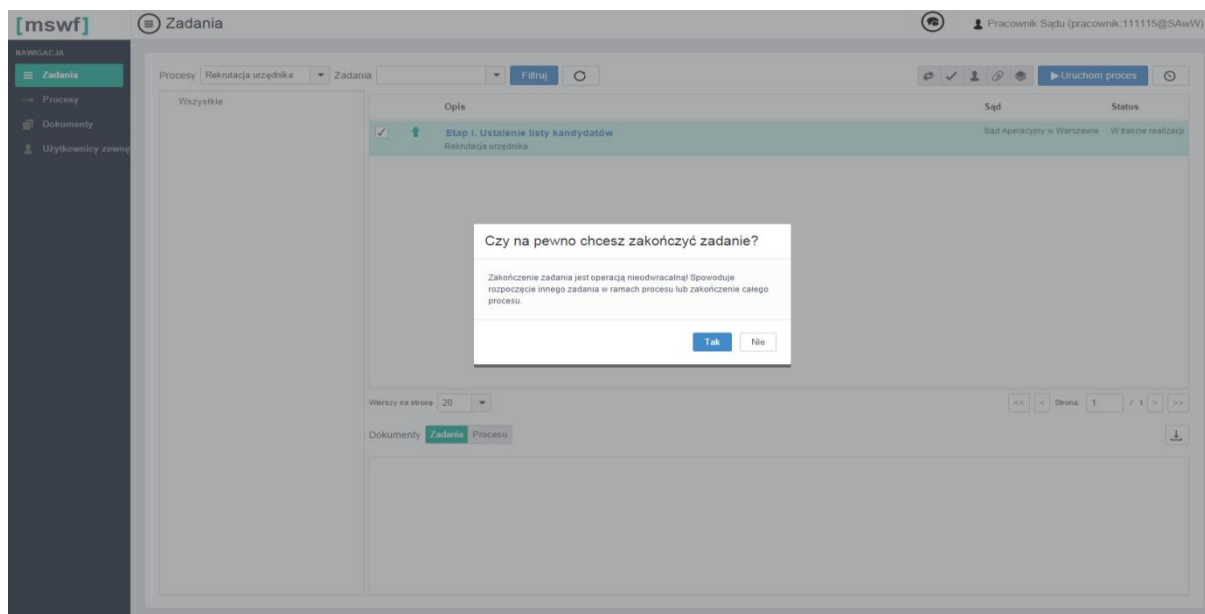 [mswf]
Zadania
Pracownik Sądu (pracownik:111115@SAwW)
NAWIGACJA
Zadania
Procesy
Dokumenty
Użytkownicy zewnę
Procesy Rekrutacja urzędnika Zadania Filtruj Uruchom proces
Wszystkie
Opis Sąd Status
Etap I. Ustalenie listy kandydatów Sąd Apelacyjny w Warszawie W trakcie realizacji
Rekrutacja urzędnika
Czy na pewno chcesz zakończyć zadanie?
Zakończenie zadania jest operacją nieodwracalną! Spowoduje
rozpoczęcie innego zadania w ramach procesu lub zakończenie całego
procesu.
Tak Nie
Wierszy na stronę 20 << < Strona: 1 / 1 > >>
Dokumenty Zadania Procesu